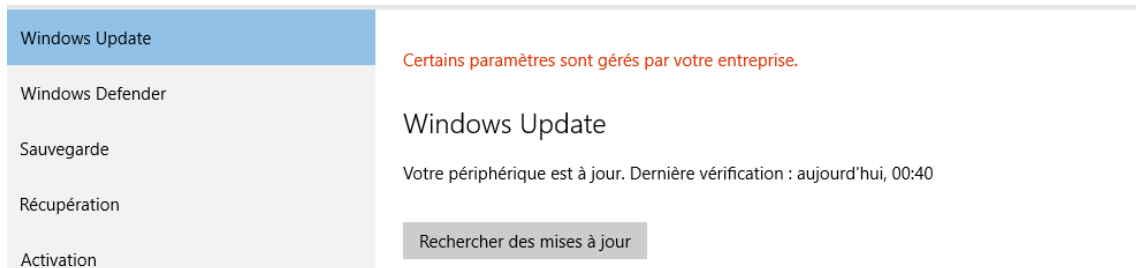 Windows Update
Windows Defender
Sauvegarde
Récupération
Activation
Certains paramètres sont gérés par votre entreprise.
Windows Update
Votre périphérique est à jour. Dernière vérification : aujourd'hui, 00:40
Rechercher des mises à jour